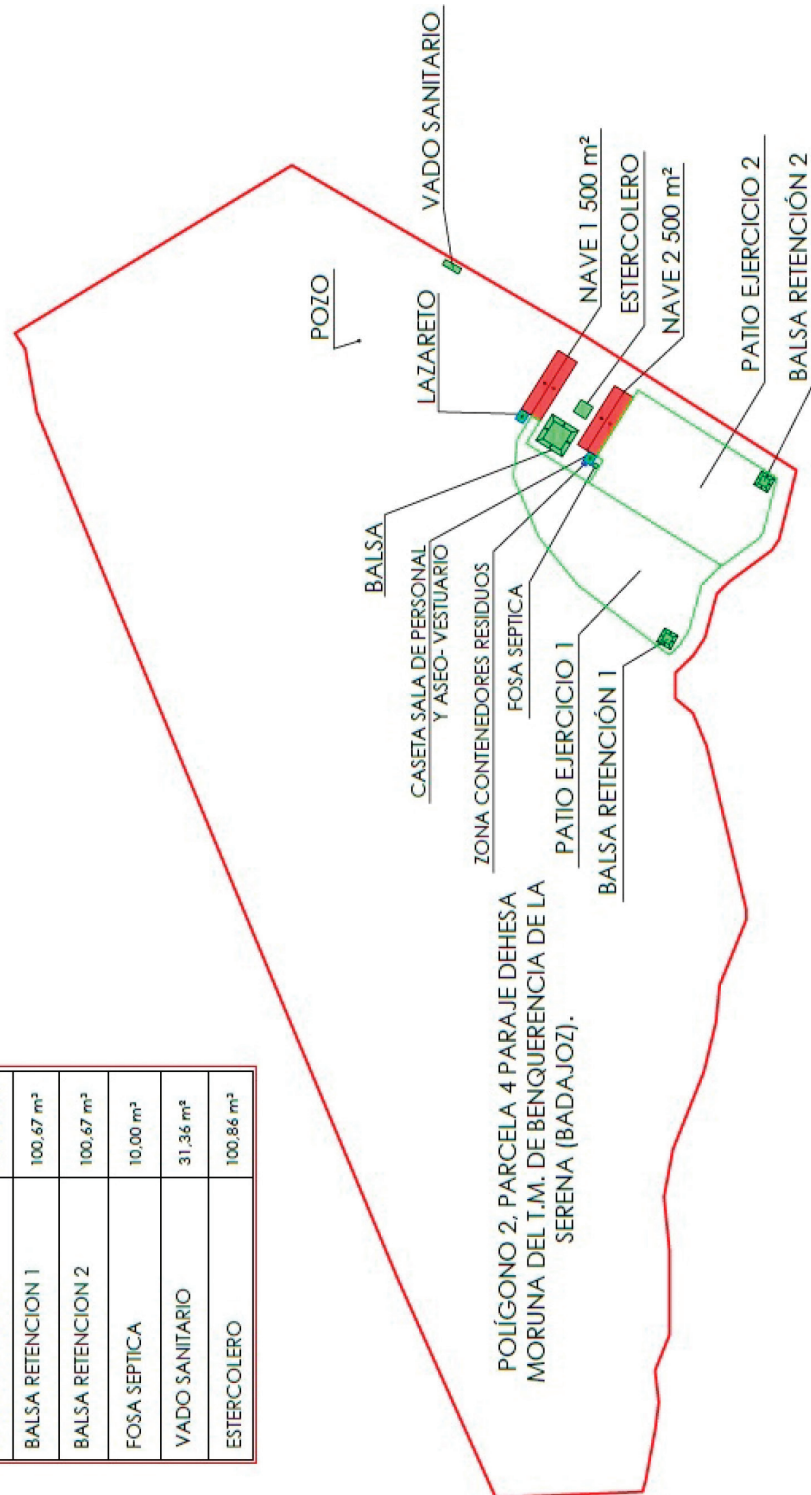 BALSA RETENCION 1 100,67 m²
BALSA RETENCION 2 100,67 m²
FOSA SEPTICA 10,00 m³
VADO SANITARIO 31,36 m²
ESTERCOLERO 100,86 m²
POZO
VADO SANITARIO
LAZARETO
BALSA
CASETA SALA DE PERSONAL
Y ASEO- VESTUARIO
ZONA CONTENEDORES RESIDUOS
FOSA SEPTICA
NAVE 1 500 m²
ESTERCOLERO
NAVE 2 500 m²
PATIO EJERCICIO 1
BALSA RETENCIÓN 1
PATIO EJERCICIO 2
BALSA RETENCIÓN 2
POLÍGONO 2, PARCELA 4 PARAJE DEHESA
MORUNA DEL T.M. DE BENQUERENCIA DE LA
SERENA (BADAJOZ).